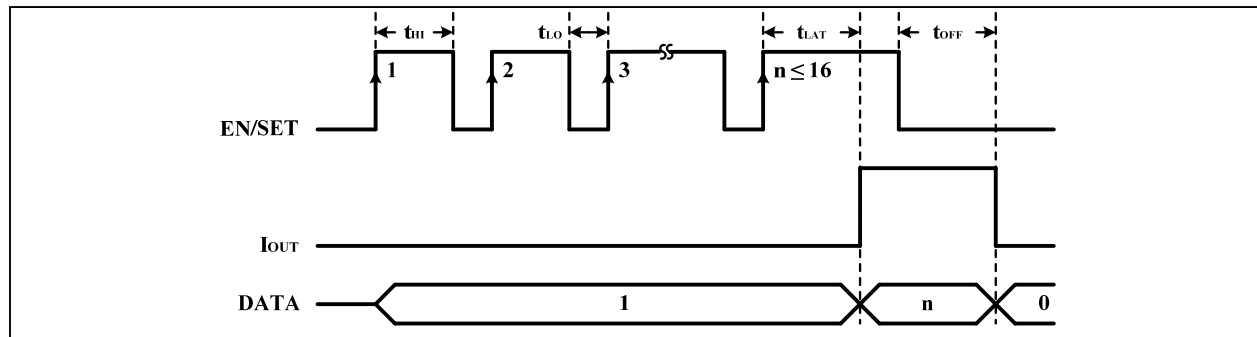 tHI tLO tLAT tOFF
1 2 3 n ≤ 16
EN/SET
IOUT
DATA 1 n 0